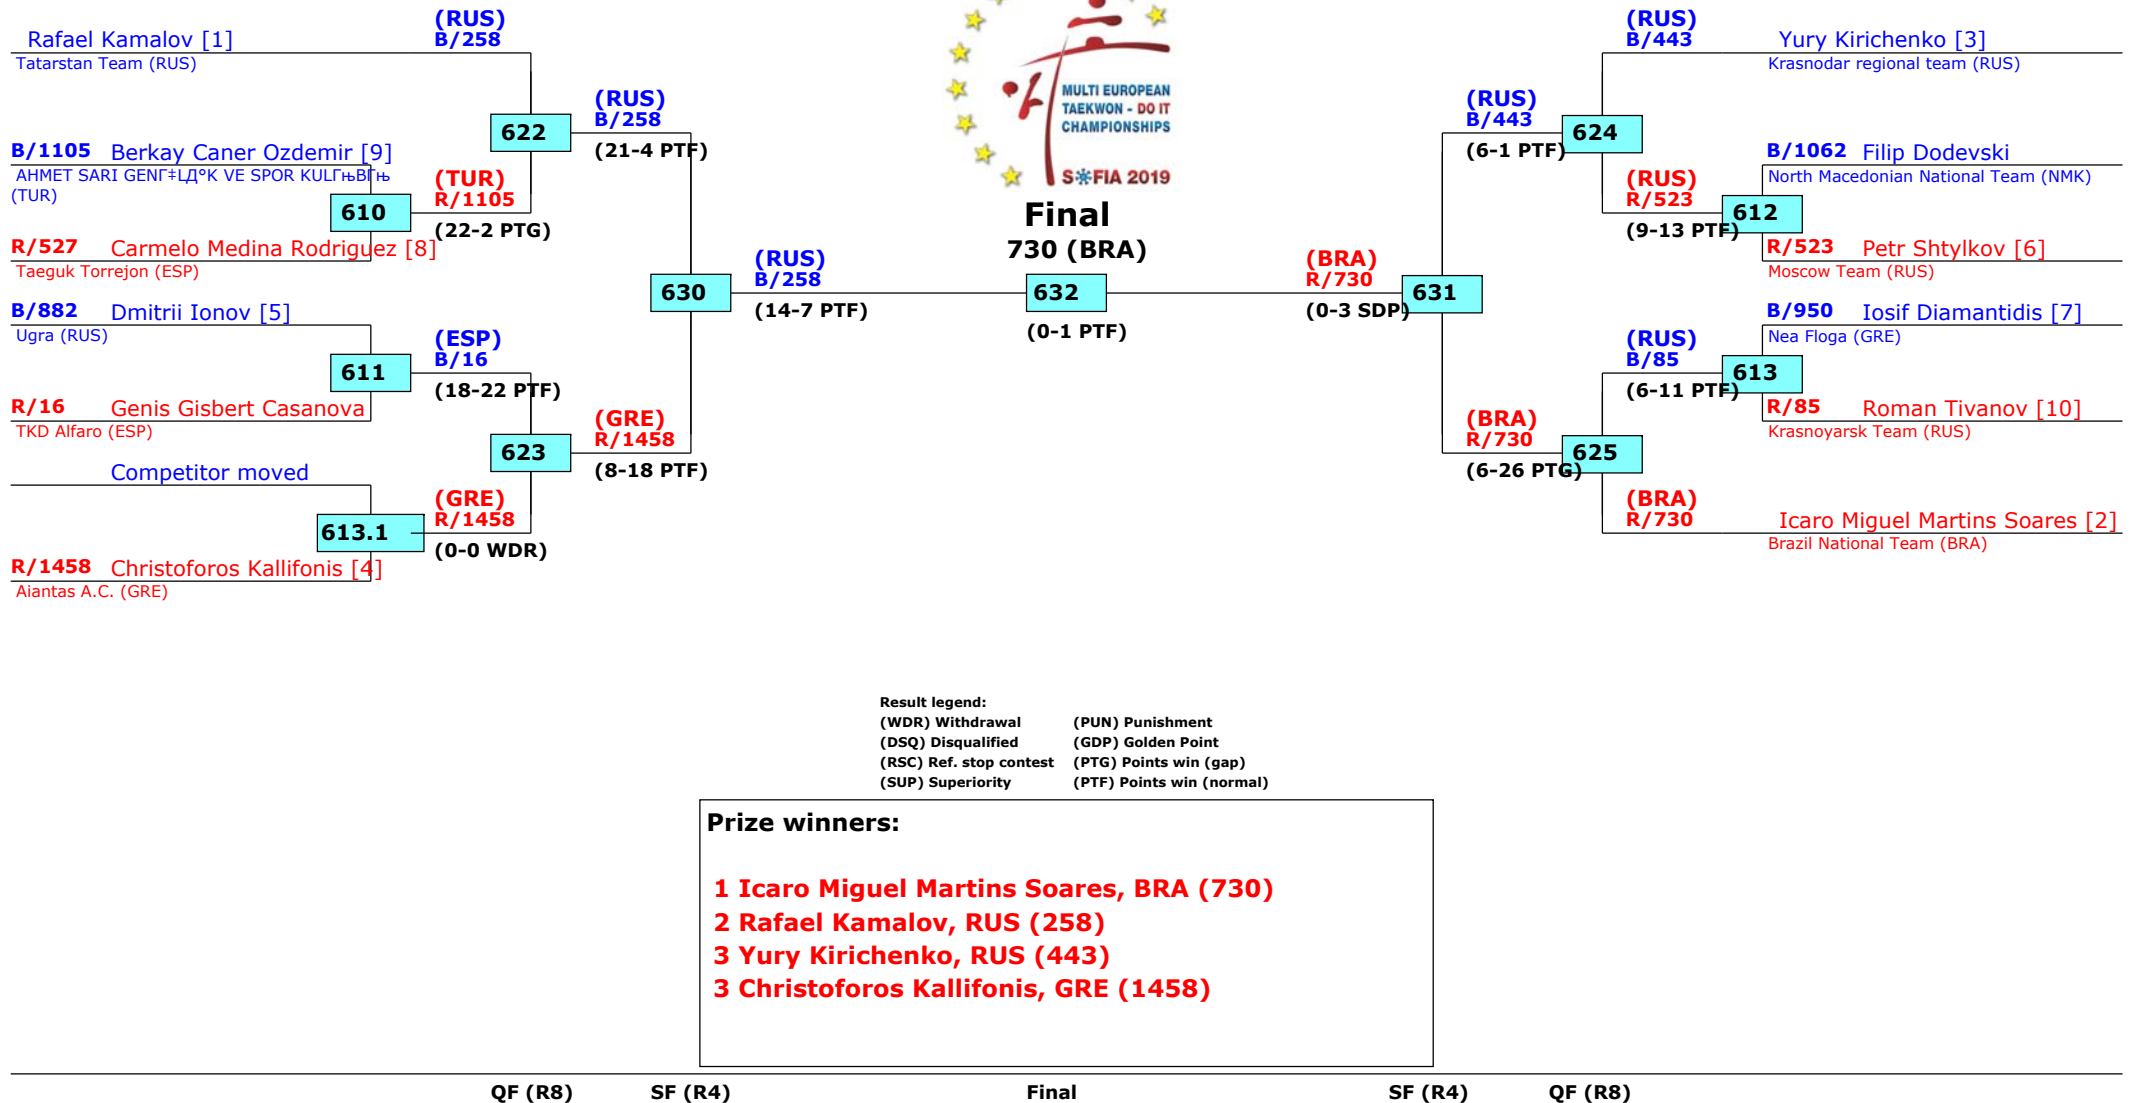 Rafael Kamalov [1]
Tatarstan Team (RUS)
(RUS)
B/258
B/1105 Berkay Caner Ozdemir [9]
AHMET SARI GENГ‡LД°K VE SPOR KULГњBГњ
(TUR)
R/527 Carmelo Medina Rodriguez [8]
Taeguk Torrejon (ESP)
610
(TUR)
R/1105
(22-2 PTG)
622
(RUS)
B/258
(21-4 PTF)
B/882 Dmitrii Ionov [5]
Ugra (RUS)
R/16 Genis Gisbert Casanova
TKD Alfaro (ESP)
611
(ESP)
B/16
(18-22 PTF)
Competitor moved
R/1458 Christoforos Kallifonis [4]
Aiantas A.C. (GRE)
613.1
(GRE)
R/1458
(0-0 WDR)
623
(GRE)
R/1458
(8-18 PTF)
630
(RUS)
B/258
(14-7 PTF)
MULTI EUROPEAN
TAEKWON - DO IT
CHAMPIONSHIPS
S FIA 2019
Final
730 (BRA)
632
(0-1 PTF)
(BRA)
R/730
(0-3 SDP)
631
(RUS)
B/443
(6-1 PTF)
624
(RUS)
B/443
Yury Kirichenko [3]
Krasnodar regional team (RUS)
(RUS)
R/523
(9-13 PTF)
612
B/1062 Filip Dodevski
North Macedonian National Team (NMK)
R/523 Petr Shtylkov [6]
Moscow Team (RUS)
(BRA)
R/730
(6-26 PTG)
625
(RUS)
B/85
(6-11 PTF)
613
B/950 Iosif Diamantidis [7]
Nea Floga (GRE)
R/85 Roman Tivanov [10]
Krasnoyarsk Team (RUS)
(BRA)
R/730
Icaro Miguel Martins Soares [2]
Brazil National Team (BRA)
Result legend:
(WDR) Withdrawal (PUN) Punishment
(DSQ) Disqualified (GDP) Golden Point
(RSC) Ref. stop contest (PTG) Points win (gap)
(SUP) Superiority (PTF) Points win (normal)
Prize winners:
1 Icaro Miguel Martins Soares, BRA (730)
2 Rafael Kamalov, RUS (258)
3 Yury Kirichenko, RUS (443)
3 Christoforos Kallifonis, GRE (1458)
QF (R8) SF (R4) Final SF (R4) QF (R8)